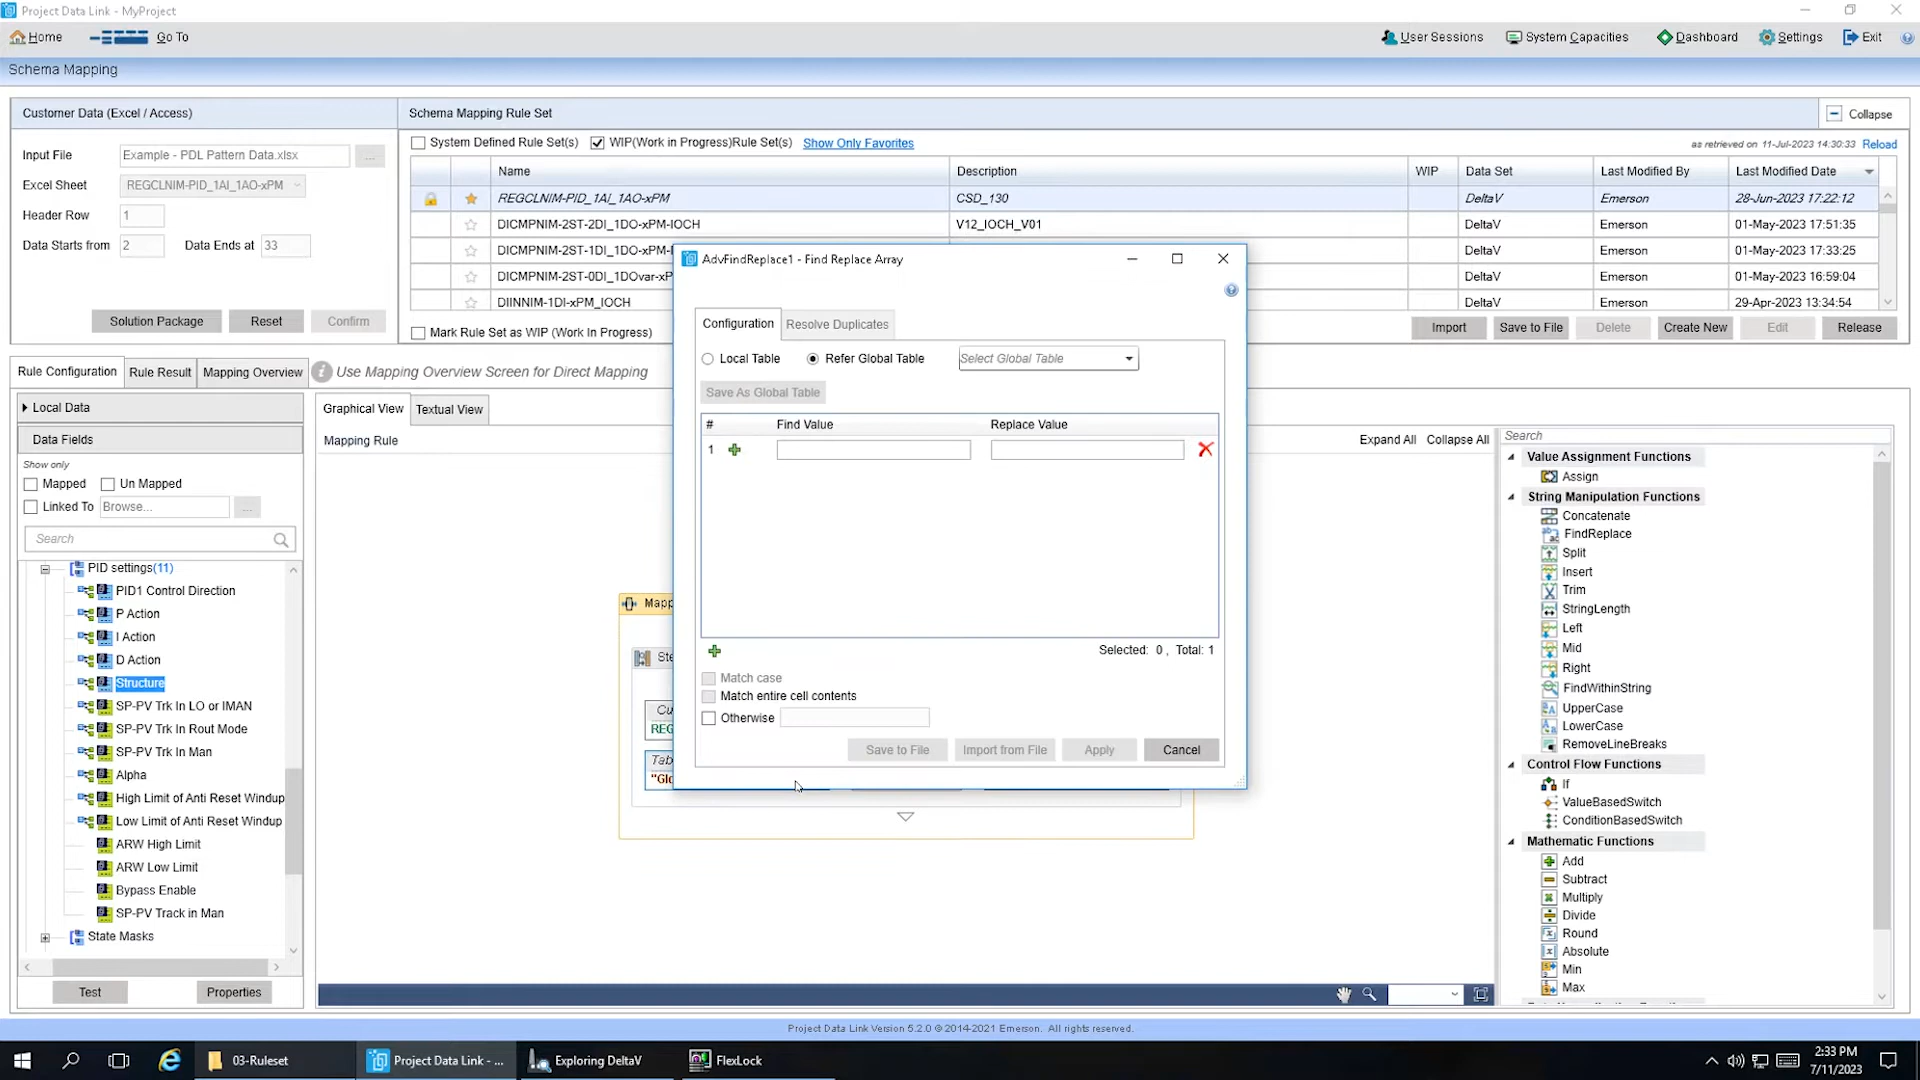 Project Data Link - MyProject
Home Go To User Sessions System Capacities Dashboard Settings Exit
Schema Mapping
Customer Data (Excel / Access) Schema Mapping Rule Set Collapse
System Defined Rule Set(s) WIP(Work in Progress)Rule Set(s) Show Only Favorites as retrieved on 11-Jul-2023 14:30:33 Reload
Input File Example - PDL Pattern Data.xlsx ...
Name Description WIP Data Set Last Modified By Last Modified Date
Excel Sheet REGCLNIM-PID_1AI_1AO-xPM
REGCLNIM-PID_1AI_1AO-xPM CSD_130 DeltaV Emerson 28-Jun-2023 17:22:12
Header Row 1
DICMPNIM-2ST-2DI_1DO-xPM-IOCH V12_IOCH_V01 DeltaV Emerson 01-May-2023 17:51:35
Data Starts from 2 Data Ends at 33
DICMPNIM-2ST-1DI_1DO-xPM-I DeltaV Emerson 01-May-2023 17:33:25
DICMPNIM-2ST-0DI_1DOvar-xP DeltaV Emerson 01-May-2023 16:59:04
DIINNIM-1DI-xPM_IOCH DeltaV Emerson 29-Apr-2023 13:34:54
Solution Package Reset Confirm
Mark Rule Set as WIP (Work In Progress) Import Save to File Delete Create New Edit Release
Rule Configuration Rule Result Mapping Overview Use Mapping Overview Screen for Direct Mapping
Local Data
Graphical View Textual View
Data Fields
Mapping Rule Expand All Collapse All
Show only
Mapped Un Mapped
Linked To Browse... ...
Search
PID settings(11)
PID1 Control Direction
P Action
I Action
D Action
Structure
SP-PV Trk In LO or IMAN
SP-PV Trk In Rout Mode
SP-PV Trk In Man
Alpha
High Limit of Anti Reset Windup
Low Limit of Anti Reset Windup
ARW High Limit
ARW Low Limit
Bypass Enable
SP-PV Track in Man
State Masks
Test Properties
Mapp
Ste
Cu
REG
Tab
"Glo
AdvFindReplace1 - Find Replace Array
Configuration Resolve Duplicates
Local Table Refer Global Table Select Global Table
Save As Global Table
# Find Value Replace Value
1
Selected: 0 , Total: 1
Match case
Match entire cell contents
Otherwise
Save to File Import from File Apply Cancel
Search
Value Assignment Functions
Assign
String Manipulation Functions
Concatenate
FindReplace
Split
Insert
Trim
StringLength
Left
Mid
Right
FindWithinString
UpperCase
LowerCase
RemoveLineBreaks
Control Flow Functions
If
ValueBasedSwitch
ConditionBasedSwitch
Mathematic Functions
Add
Subtract
Multiply
Divide
Round
Absolute
Min
Max
Project Data Link Version 5.2.0 © 2014-2021 Emerson. All rights reserved.
03-Ruleset Project Data Link - ... Exploring DeltaV FlexLock
2:33 PM
7/11/2023